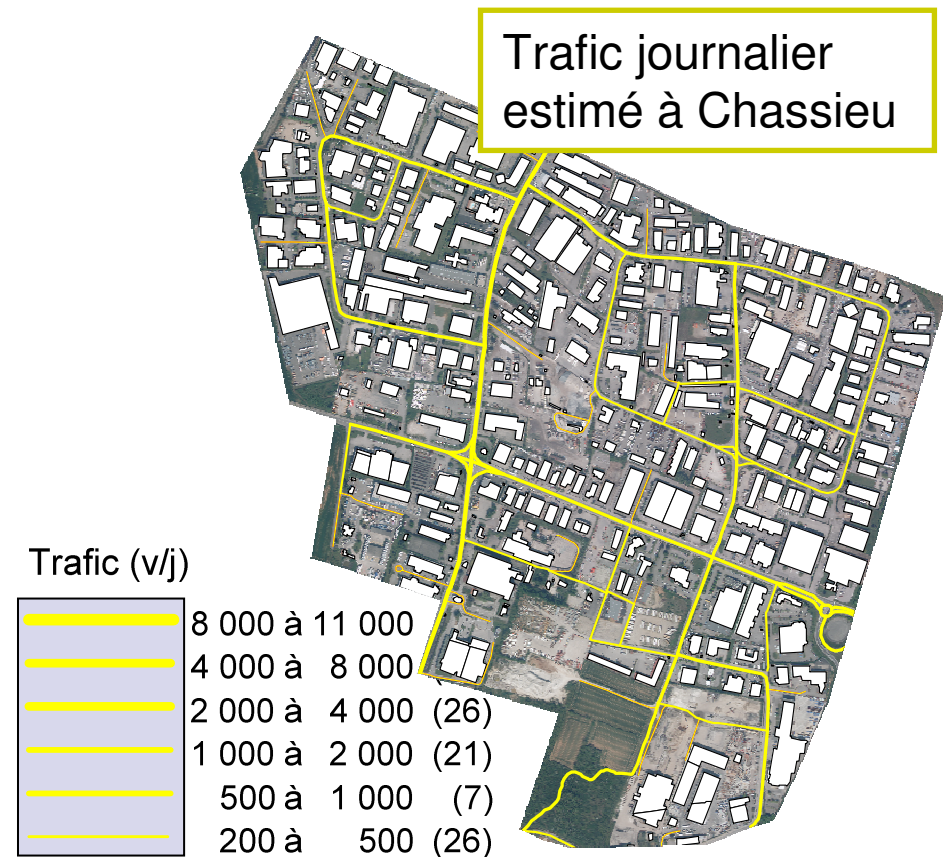 Trafic journalier
estimé à Chassieu
Trafic (v/j)
8 000 à 11 000
4 000 à 8 000
2 000 à 4 000 (26)
1 000 à 2 000 (21)
500 à 1 000 (7)
200 à 500 (26)